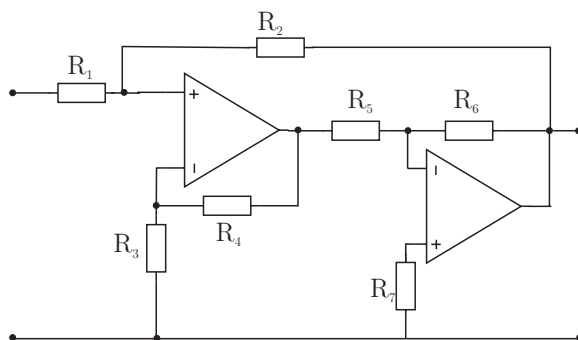 R₂
R₁
+
R₅
R₆
−
−
R₃
R₄
+
R₇